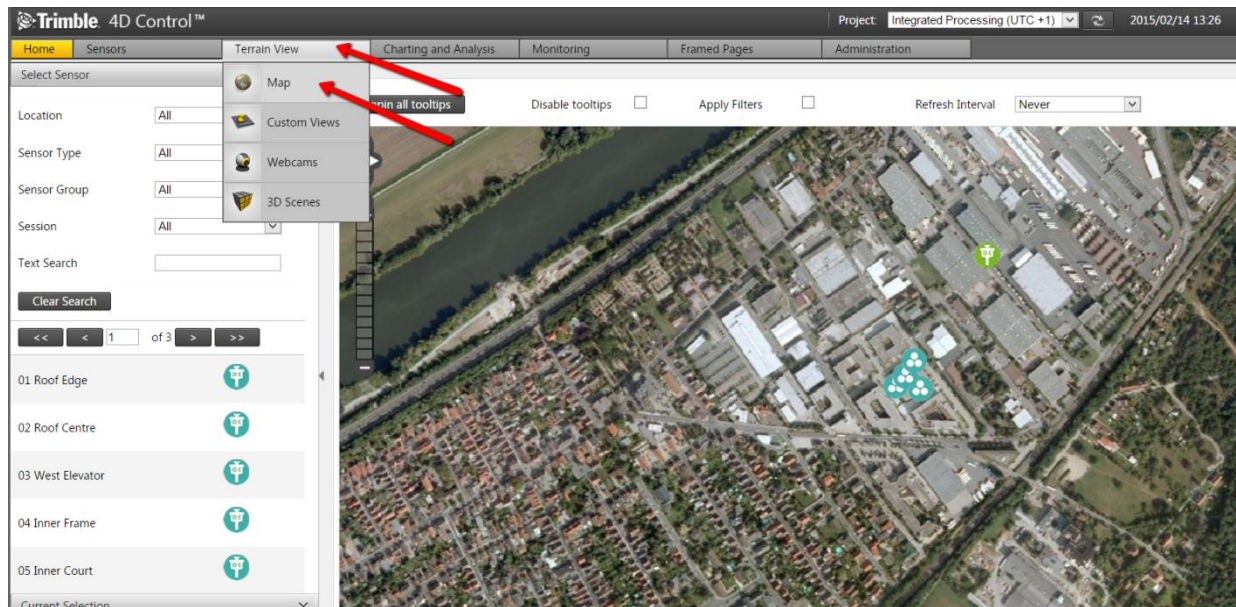 Trimble. 4D Control™
Project: Integrated Processing (UTC +1) 2015/02/14 13:26
Home Sensors Terrain View Charting and Analysis Monitoring Framed Pages Administration
Select Sensor
Map
Custom Views
Webcams
3D Scenes
all tooltips Disable tooltips Apply Filters Refresh Interval Never
Location All
Sensor Type All
Sensor Group All
Session All
Text Search
Clear Search
<< < 1 of 3 > >>
01 Roof Edge
02 Roof Centre
03 West Elevator
04 Inner Frame
05 Inner Court
Current Selection